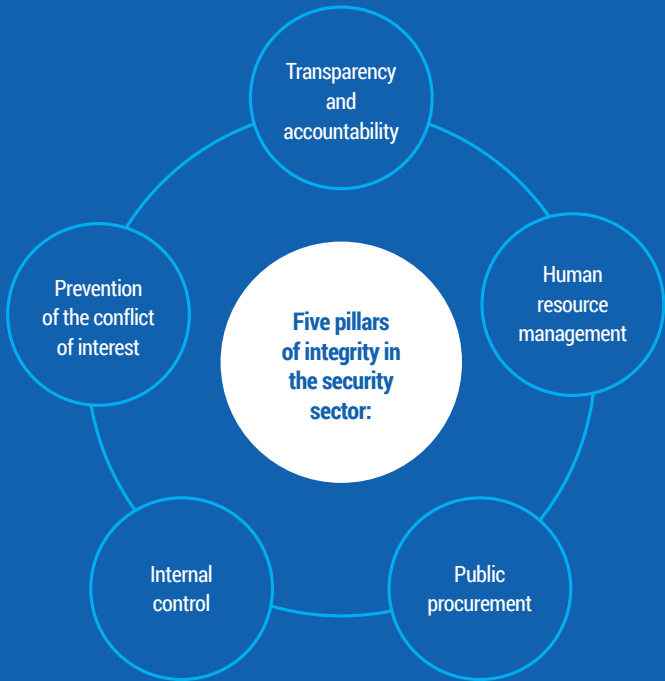 Transparency
and
accountability
Human
resource
management
Prevention
of the conflict
of interest
Five pillars
of integrity in
the security
sector:
Internal
control
Public
procurement